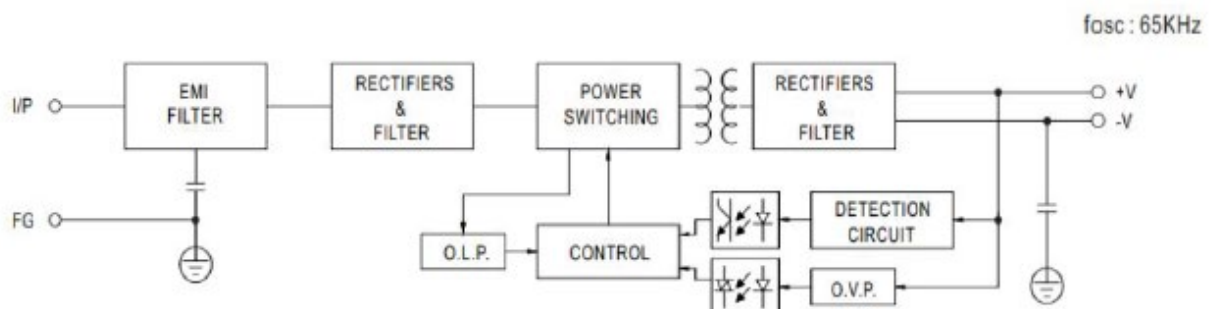 fosc : 65KHz
I/P
EMI
FILTER
RECTIFIERS
&
FILTER
POWER
SWITCHING
RECTIFIERS
&
FILTER
+V
-V
FG
O.L.P.
CONTROL
DETECTION
CIRCUIT
O.V.P.